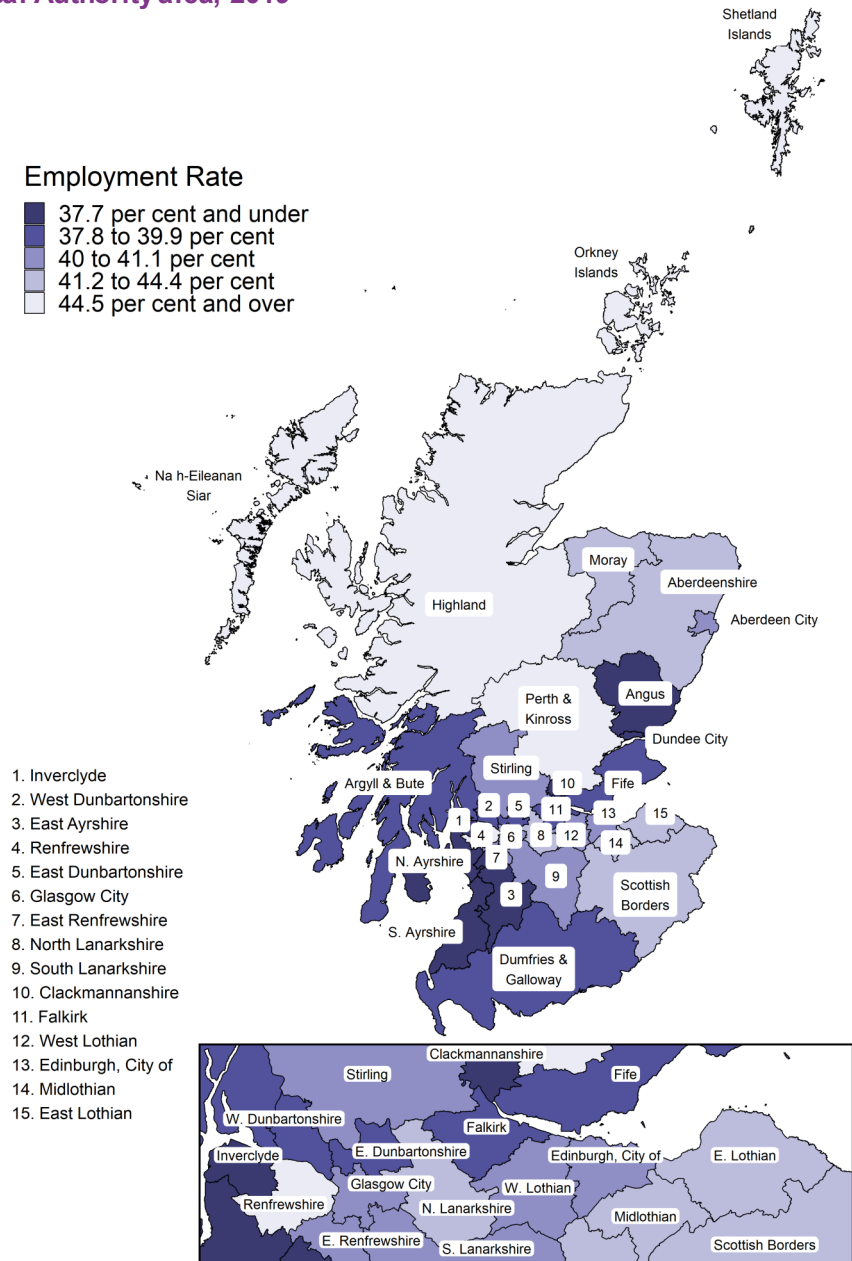 Authority area, 2019
Shetland
Islands
Employment Rate
37.7 per cent and under
37.8 to 39.9 per cent
40 to 41.1 per cent
41.2 to 44.4 per cent
44.5 per cent and over
Orkney
Islands
Na h-Eileanan
Siar
Moray
Aberdeenshire
Highland
Aberdeen City
Angus
Perth &
Kinross
Dundee City
Stirling
Argyll & Bute
10
Fife
2
5
11
13
15
1
4
6
8
12
14
N. Ayrshire
7
9
3
Scottish
Borders
S. Ayrshire
Dumfries &
Galloway
1. Inverclyde
2. West Dunbartonshire
3. East Ayrshire
4. Renfrewshire
5. East Dunbartonshire
6. Glasgow City
7. East Renfrewshire
8. North Lanarkshire
9. South Lanarkshire
10. Clackmannanshire
11. Falkirk
12. West Lothian
13. Edinburgh, City of
14. Midlothian
15. East Lothian
Clackmannanshire
Stirling
Fife
W. Dunbartonshire
Falkirk
Inverclyde
E. Dunbartonshire
Edinburgh, City of
E. Lothian
Glasgow City
W. Lothian
Renfrewshire
N. Lanarkshire
Midlothian
E. Renfrewshire
S. Lanarkshire
Scottish Borders